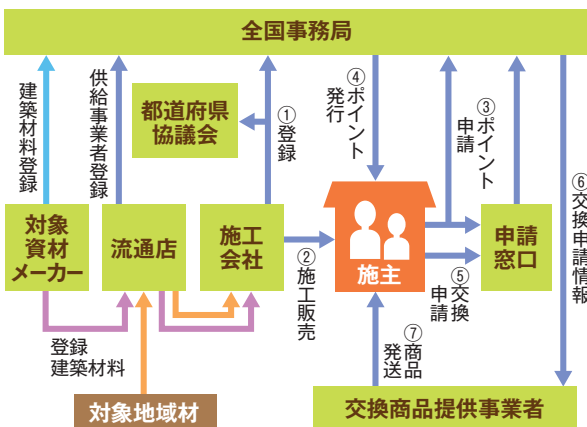 全国事務局
建築材料登録
供給事業者登録
都道府県
協議会
①登録
④ポイント
発行
③ポイント
申請
⑥交換申請情報
対象
資材
メーカー
流通店
施工
会社
②施工販売
施主
申請
窓口
⑤交換
申請
登録
建築材料
⑦商品
発送
対象地域材
交換商品提供事業者